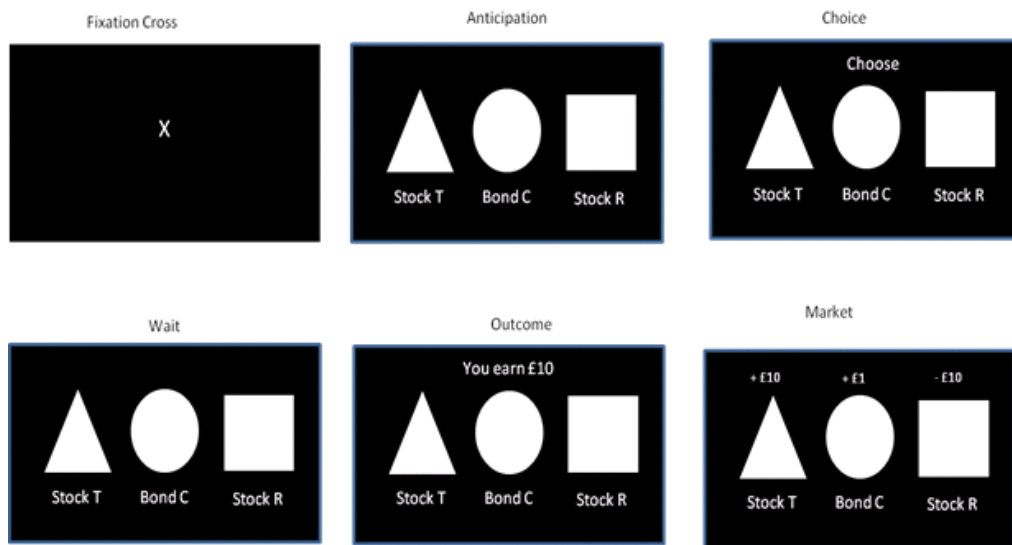 Fixation Cross
X
Anticipation
Stock T Bond C Stock R
Choice
Choose
Stock T Bond C Stock R
Wait
Stock T Bond C Stock R
Outcome
You earn £10
Stock T Bond C Stock R
Market
+ £10 + £1 - £10
Stock T Bond C Stock R